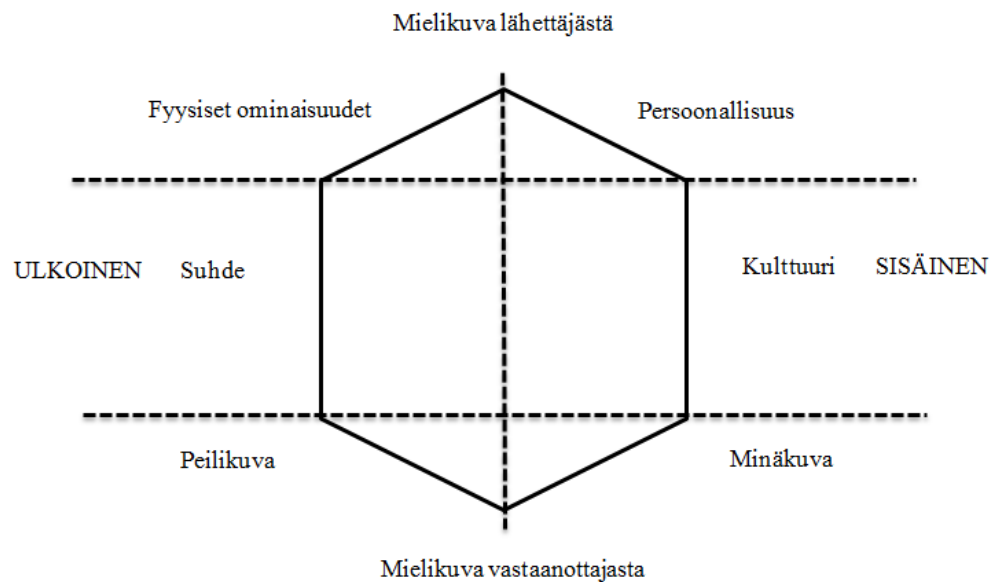 Mielikuva lähettäjästä
Fyysiset ominaisuudet
Persoonallisuus
ULKOINEN
Suhde
Kulttuuri
SISÄINEN
Peilikuva
Minäkuva
Mielikuva vastaanottajasta